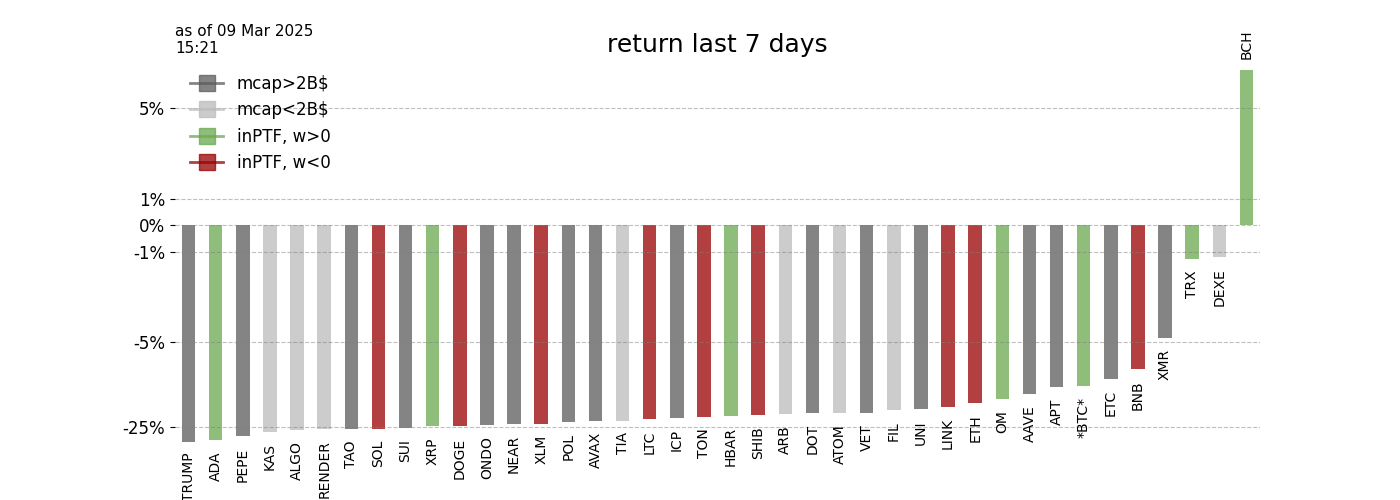 as of 09 Mar 2025
15:21
return last 7 days
mcap>2B$
mcap<2B$
inPTF, w>0
inPTF, w<0
5%
1%
0%
-1%
-5%
-25%
TRUMP
ADA
PEPE
KAS
ALGO
RENDER
TAO
SOL
SUI
XRP
DOGE
ONDO
NEAR
XLM
POL
AVAX
TIA
LTC
ICP
TON
HBAR
SHIB
ARB
DOT
ATOM
VET
FIL
UNI
LINK
ETH
OM
AAVE
APT
*BTC*
ETC
BNB
XMR
TRX
DEXE
BCH